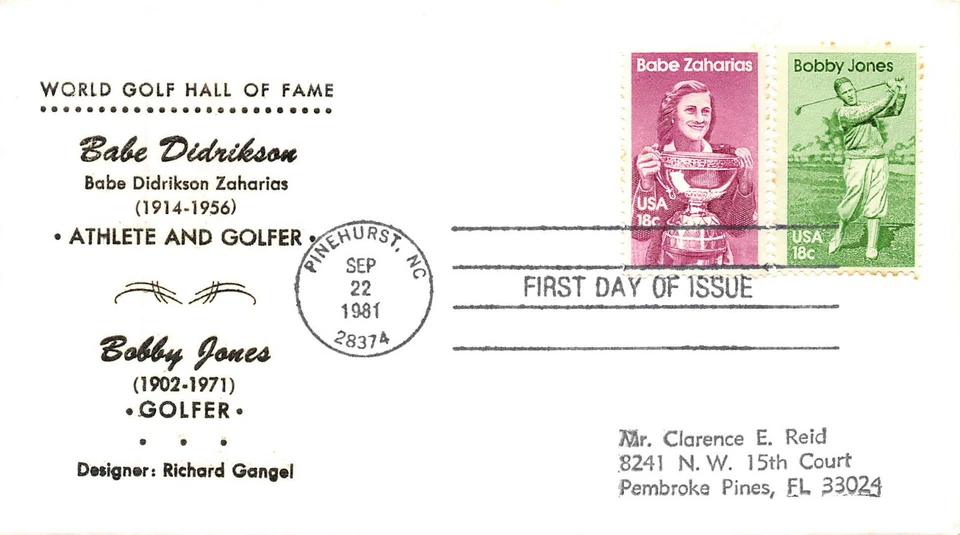 WORLD GOLF HALL OF FAME
Babe Didrikson
Babe Didrikson Zaharias
(1914-1956)
• ATHLETE AND GOLFER •
Bobby Jones
(1902-1971)
• GOLFER •
• • •
Designer: Richard Gangel
PINEHURST, NC
SEP
22
1981
28374
Babe Zaharias
USA
18c
Bobby Jones
USA
18c
FIRST DAY OF ISSUE
Mr. Clarence E. Reid
8241 N.W. 15th Court
Pembroke Pines, FL 33024